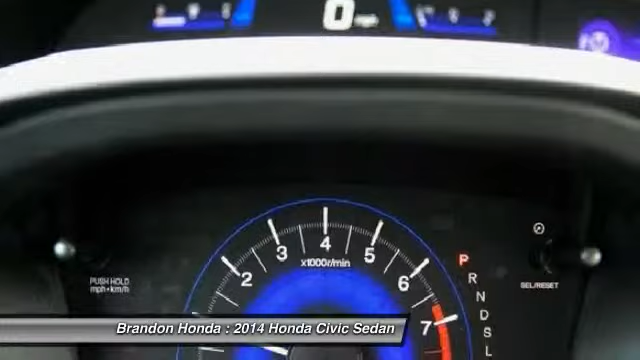 0 mph
4
3 5
x1000r/min
2 6
7
P
R
N
D
S
L
PUSH HOLD
mph↔km/h
SEL/RESET
Brandon Honda : 2014 Honda Civic Sedan